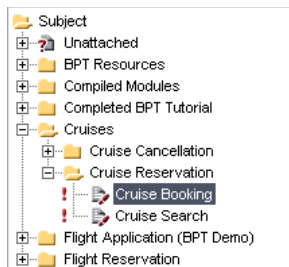 Subject
Unattached
BPT Resources
Compiled Modules
Completed BPT Tutorial
Cruises
Cruise Cancellation
Cruise Reservation
Cruise Booking
Cruise Search
Flight Application (BPT Demo)
Flight Reservation